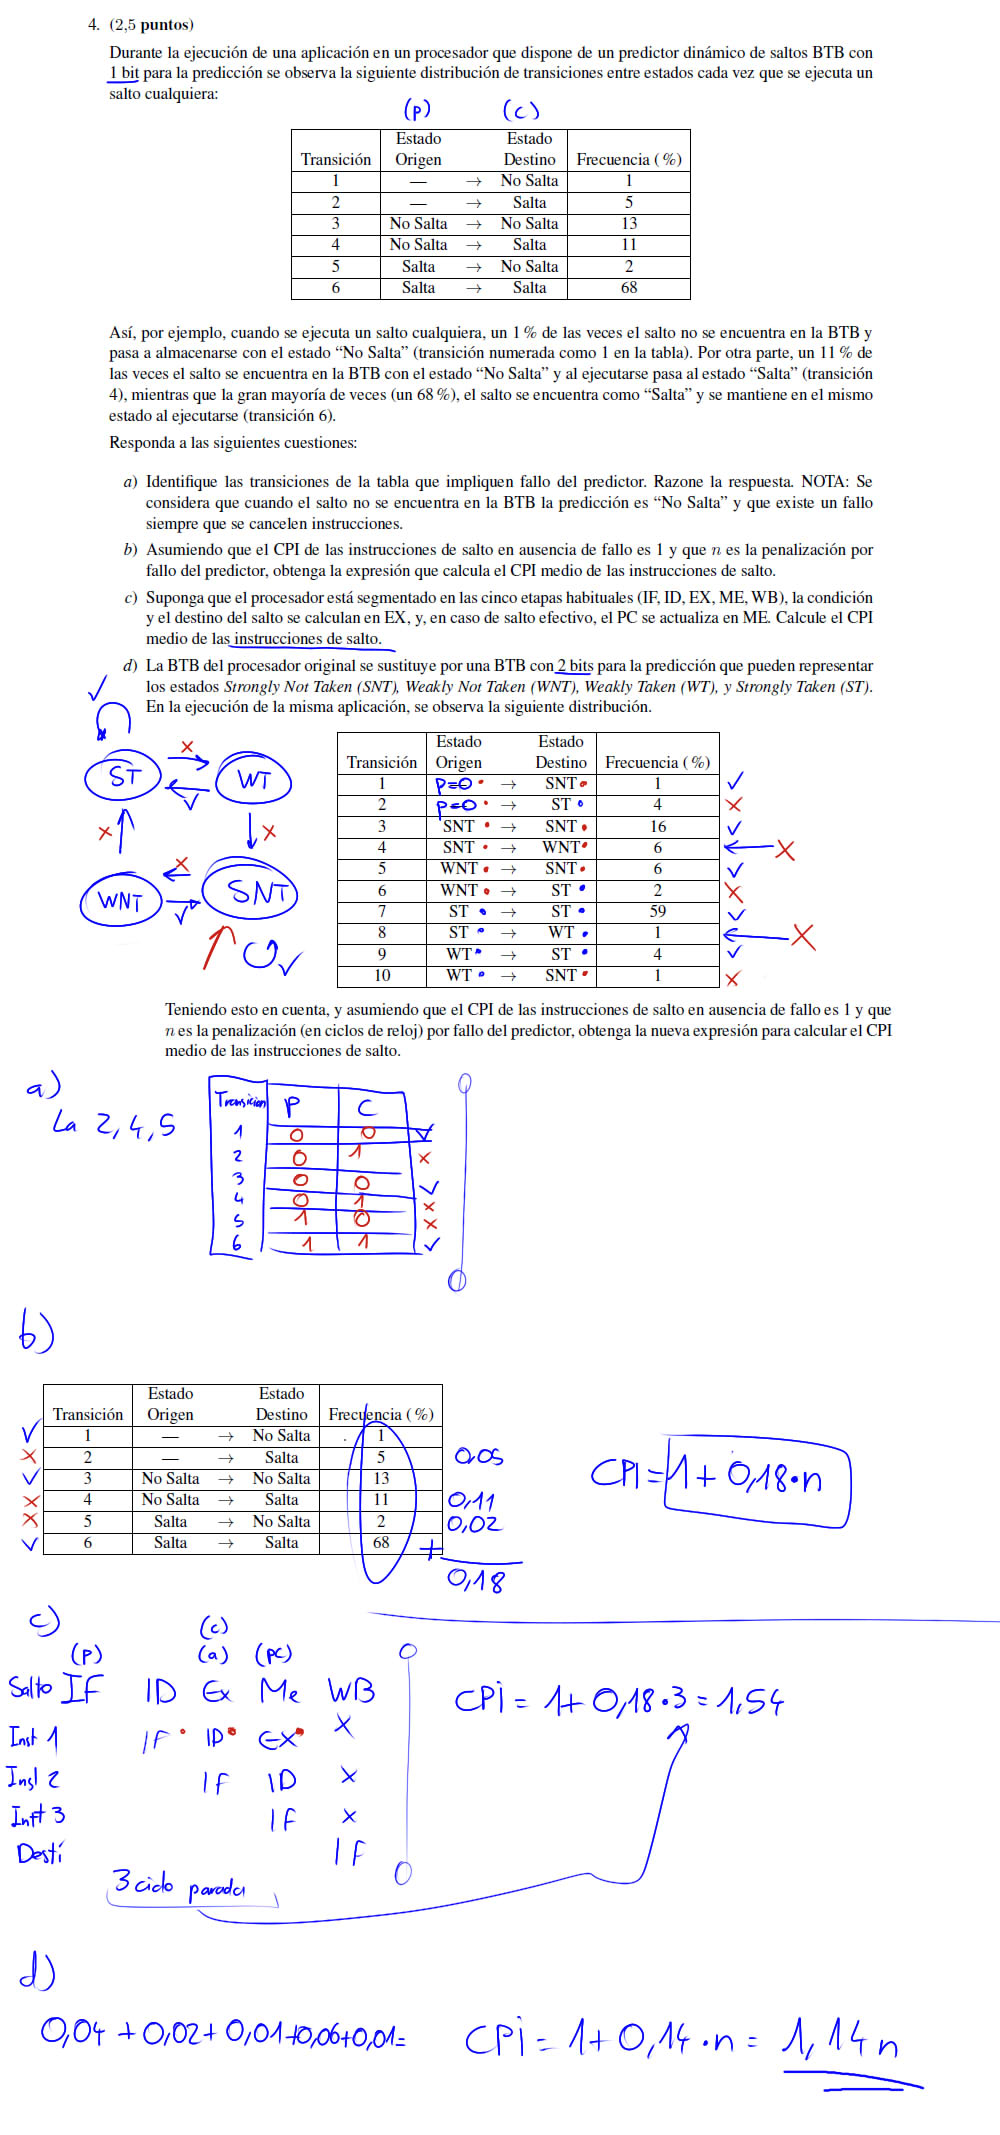 4. (2,5 puntos)
Durante la ejecución de una aplicación en un procesador que dispone de un predictor dinámico de saltos BTB con
1 bit para la predicción se observa la siguiente distribución de transiciones entre estados cada vez que se ejecuta un
salto cualquiera:
(P) (C)
Estado Estado
Transición Origen Destino Frecuencia (%)
1 — → No Salta 1
2 — → Salta 5
3 No Salta → No Salta 13
4 No Salta → Salta 11
5 Salta → No Salta 2
6 Salta → Salta 68
Así, por ejemplo, cuando se ejecuta un salto cualquiera, un 1 % de las veces el salto no se encuentra en la BTB y
pasa a almacenarse con el estado “No Salta” (transición numerada como 1 en la tabla). Por otra parte, un 11 % de
las veces el salto se encuentra en la BTB con el estado “No Salta” y al ejecutarse pasa al estado “Salta” (transición
4), mientras que la gran mayoría de veces (un 68 %), el salto se encuentra como “Salta” y se mantiene en el mismo
estado al ejecutarse (transición 6).
Responda a las siguientes cuestiones:
a) Identifique las transiciones de la tabla que impliquen fallo del predictor. Razone la respuesta. NOTA: Se
considera que cuando el salto no se encuentra en la BTB la predicción es “No Salta” y que existe un fallo
siempre que se cancelen instrucciones.
b) Asumiendo que el CPI de las instrucciones de salto en ausencia de fallo es 1 y que n es la penalización por
fallo del predictor, obtenga la expresión que calcula el CPI medio de las instrucciones de salto.
c) Suponga que el procesador está segmentado en las cinco etapas habituales (IF, ID, EX, ME, WB), la condición
y el destino del salto se calculan en EX, y, en caso de salto efectivo, el PC se actualiza en ME. Calcule el CPI
medio de las instrucciones de salto.
d) La BTB del procesador original se sustituye por una BTB con 2 bits para la predicción que pueden representar
los estados Strongly Not Taken (SNT), Weakly Not Taken (WNT), Weakly Taken (WT), y Strongly Taken (ST).
En la ejecución de la misma aplicación, se observa la siguiente distribución.
✓
ST × WT
✓
× ×
WNT × SNT
✓
✓
Estado Estado
Transición Origen Destino Frecuencia (%)
1 P=0 → SNT 1 ✓
2 P=0 → ST 4 ×
3 SNT → SNT 16 ✓
4 SNT → WNT 6 ← ×
5 WNT → SNT 6 ✓
6 WNT → ST 2 ×
7 ST → ST 59 ✓
8 ST → WT 1 ← ×
9 WT → ST 4 ✓
10 WT → SNT 1 ×
Teniendo esto en cuenta, y asumiendo que el CPI de las instrucciones de salto en ausencia de fallo es 1 y que
n es la penalización (en ciclos de reloj) por fallo del predictor, obtenga la nueva expresión para calcular el CPI
medio de las instrucciones de salto.
a)
La 2, 4, 5
Transicion P C
1 0 0 ✓
2 0 1 ×
3 0 0 ✓
4 0 1 ×
5 1 0 ×
6 1 1 ✓
b)
Estado Estado
Transición Origen Destino Frecuencia (%)
✓ 1 — → No Salta 1
× 2 — → Salta 5 0,05
✓ 3 No Salta → No Salta 13
× 4 No Salta → Salta 11 0,11
× 5 Salta → No Salta 2 0,02
✓ 6 Salta → Salta 68 +
0,18
CPI = 1 + 0,18·n
c)
(c)
(P) (a) (PC)
Salto IF ID Ex Me WB
Inst 1 IF ID EX X
Inst 2 IF ID X
Inst 3 IF X
Desti IF
3 ciclo parada
CPI = 1 + 0,18·3 = 1,54
d)
0,04 + 0,02 + 0,01 + 0,06 + 0,01 =
CPI = 1 + 0,14·n = 1,14n